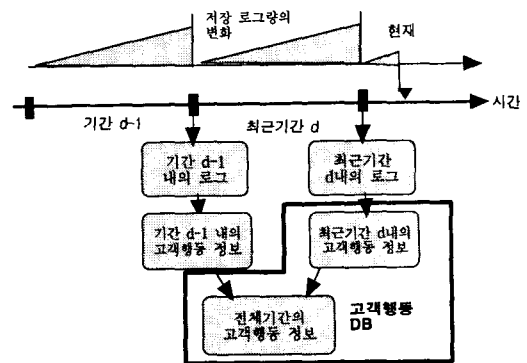 저장 로그량의
변화
현재
시간
기간 d-1
최근기간 d
기간 d-1
내의 로그
최근기간
d내의 로그
기간 d-1 내의
고객행동 정보
최근기간 d내의
고객행동 정보
전체기간의
고객행동 정보
고객행동
DB